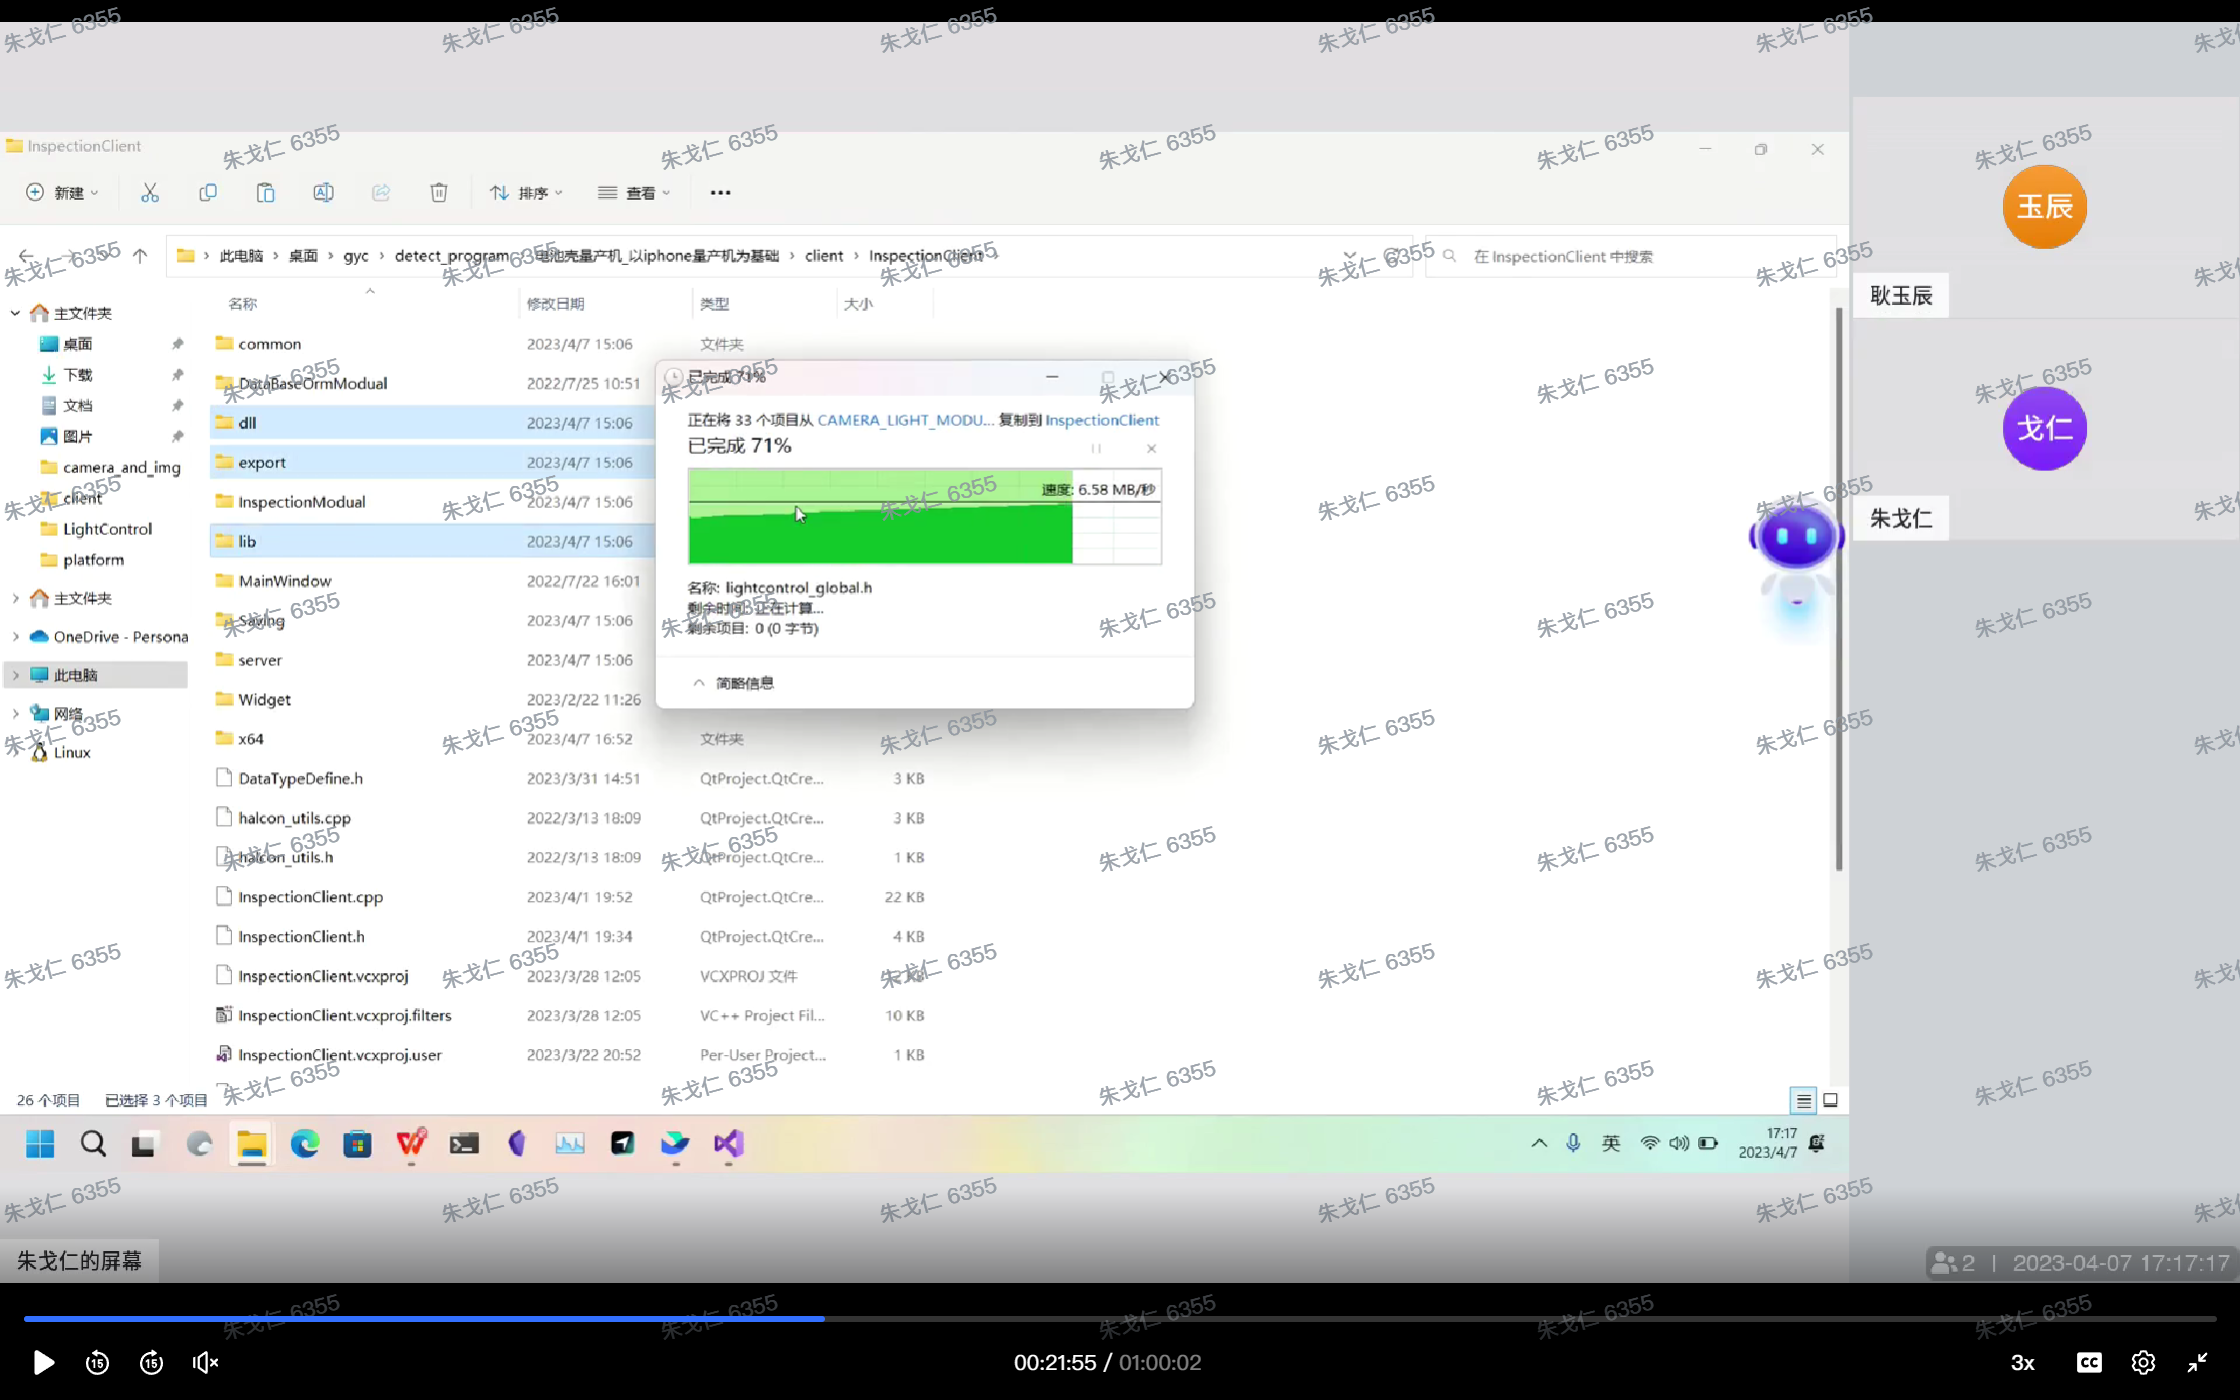 InspectionClient
新建
排序
查看
此电脑 > 桌面 > gyc > detect_program > 电池壳量产机_以iphone量产机为基础 > client > InspectionClient
在 InspectionClient 中搜索
名称 修改日期 类型 大小
主文件夹
桌面
下载
文档
图片
camera_and_img
client
LightControl
platform
主文件夹
OneDrive - Persona
此电脑
网络
Linux
common 2023/4/7 15:06 文件夹
DataBaseOrmModual 2022/7/25 10:51
dll 2023/4/7 15:06
export 2023/4/7 15:06
InspectionModual 2023/4/7 15:06
lib 2023/4/7 15:06
MainWindow 2022/7/22 16:01
Saving 2023/4/7 15:06
server 2023/4/7 15:06
Widget 2023/2/22 11:26
x64 2023/4/7 16:52 文件夹
DataTypeDefine.h 2023/3/31 14:51 QtProject.QtCre... 3 KB
halcon_utils.cpp 2022/3/13 18:09 QtProject.QtCre... 3 KB
halcon_utils.h 2022/3/13 18:09 QtProject.QtCre... 1 KB
InspectionClient.cpp 2023/4/1 19:52 QtProject.QtCre... 22 KB
InspectionClient.h 2023/4/1 19:34 QtProject.QtCre... 4 KB
InspectionClient.vcxproj 2023/3/28 12:05 VCXPROJ 文件 KB
InspectionClient.vcxproj.filters 2023/3/28 12:05 VC++ Project Fil... 10 KB
InspectionClient.vcxproj.user 2023/3/22 20:52 Per-User Project... 1 KB
26 个项目 已选择 3 个项目
已完成 71%
正在将 33 个项目从 CAMERA_LIGHT_MODU... 复制到 InspectionClient
已完成 71%
速度: 6.58 MB/秒
名称: lightcontrol_global.h
剩余时间: 正在计算...
剩余项目: 0 (0 字节)
简略信息
英
17:17
2023/4/7
玉辰
耿玉辰
戈仁
朱戈仁
朱戈仁的屏幕
2 | 2023-04-07 17:17:17
15
15
00:21:55 / 01:00:02
3x
CC
朱戈仁 6355